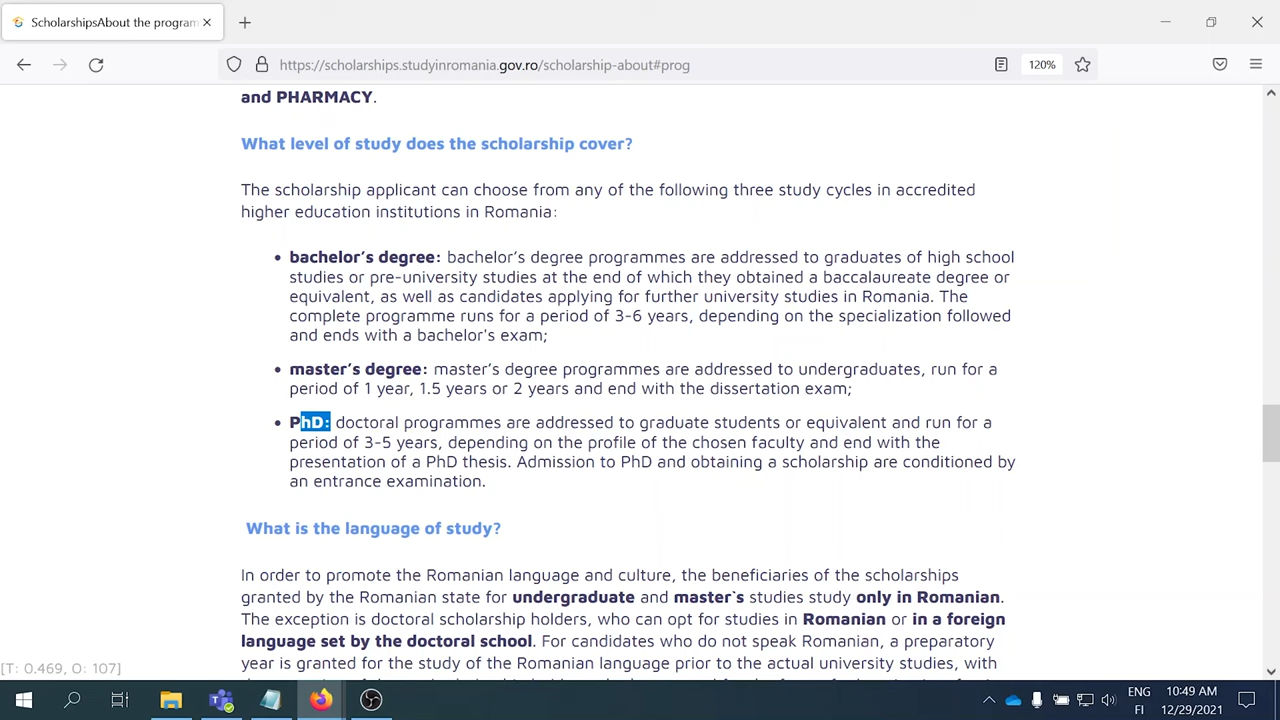 ScholarshipsAbout the program
https://scholarships.studyinromania.gov.ro/scholarship-about#prog
120%
and PHARMACY.
What level of study does the scholarship cover?
The scholarship applicant can choose from any of the following three study cycles in accredited
higher education institutions in Romania:
• bachelor's degree: bachelor's degree programmes are addressed to graduates of high school
studies or pre-university studies at the end of which they obtained a baccalaureate degree or
equivalent, as well as candidates applying for further university studies in Romania. The
complete programme runs for a period of 3-6 years, depending on the specialization followed
and ends with a bachelor's exam;
• master's degree: master's degree programmes are addressed to undergraduates, run for a
period of 1 year, 1.5 years or 2 years and end with the dissertation exam;
• PhD: doctoral programmes are addressed to graduate students or equivalent and run for a
period of 3-5 years, depending on the profile of the chosen faculty and end with the
presentation of a PhD thesis. Admission to PhD and obtaining a scholarship are conditioned by
an entrance examination.
What is the language of study?
In order to promote the Romanian language and culture, the beneficiaries of the scholarships
granted by the Romanian state for undergraduate and master`s studies study only in Romanian.
The exception is doctoral scholarship holders, who can opt for studies in Romanian or in a foreign
language set by the doctoral school. For candidates who do not speak Romanian, a preparatory
year is granted for the study of the Romanian language prior to the actual university studies, with
[T: 0.469, O: 107]
ENG
FI
10:49 AM
12/29/2021